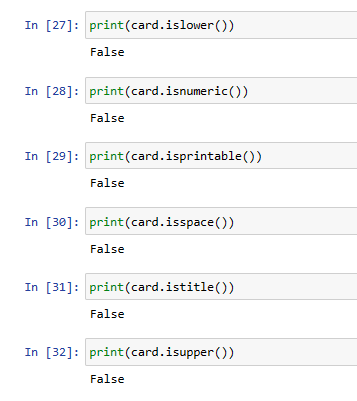 In [27]: print(card.islower())
False
In [28]: print(card.isnumeric())
False
In [29]: print(card.isprintable())
False
In [30]: print(card.isspace())
False
In [31]: print(card.istitle())
False
In [32]: print(card.isupper())
False